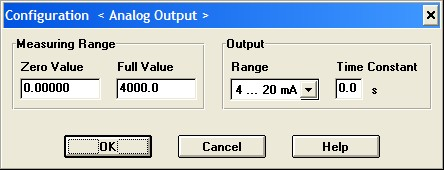 Configuration < Analog Output >
Measuring Range
Output
Zero Value Full Value
Range Time Constant
0.00000 4000.0
4 ... 20 mA 0.0 s
OK Cancel Help